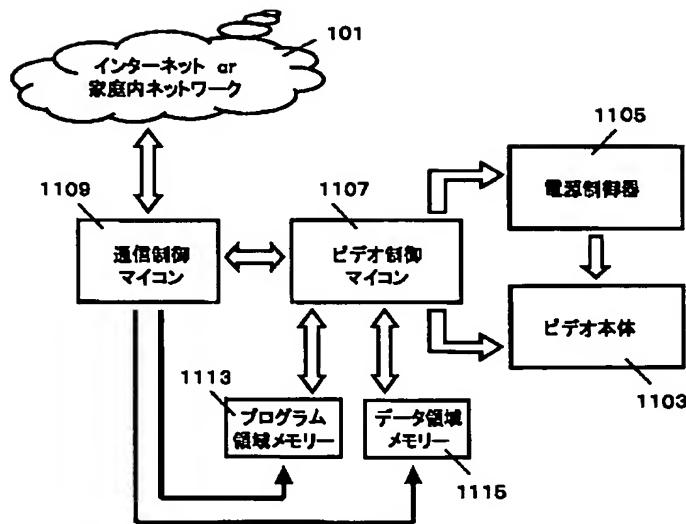 101
インターネット or
家庭内ネットワーク
1105
1109
1107
電源制御器
通信制御
マイコン
ビデオ制御
マイコン
ビデオ本体
1113
1103
プログラム
領域メモリー
データ領域
メモリー
1115